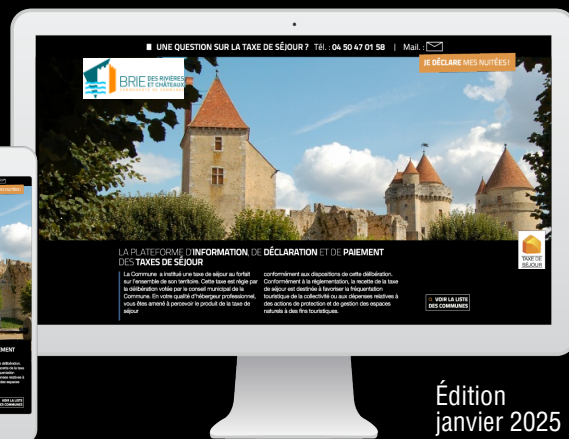 ■ UNE QUESTION SUR LA TAXE DE SÉJOUR ? Tél. : 04 50 47 01 58 | Mail. :
JE DÉCLARE MES NUITÉES !
BRIE DES RIVIÈRES
ET CHÂTEAUX
COMMUNAUTÉ DE COMMUNES
LA PLATEFORME D'INFORMATION, DE DÉCLARATION ET DE PAIEMENT
DES TAXES DE SÉJOUR
La Commune a institué une taxe de séjour au forfait
sur l'ensemble de son territoire. Cette taxe est régie par
la délibération votée par le conseil municipal de la
Commune. En votre qualité d'hébergeur professionnel,
vous êtes amené à percevoir le produit de la taxe de
séjour
conformément aux dispositions de cette délibération.
Conformément à la réglementation, la recette de la taxe
de séjour est destinée à favoriser la fréquentation
touristique de la collectivité ou aux dépenses relatives à
des actions de protection et de gestion des espaces
naturels à des fins touristiques.
TAXE DE
SÉJOUR
VOIR LA LISTE
DES COMMUNES
VOIR LA LISTE
DES COMMUNES
Édition
janvier 2025